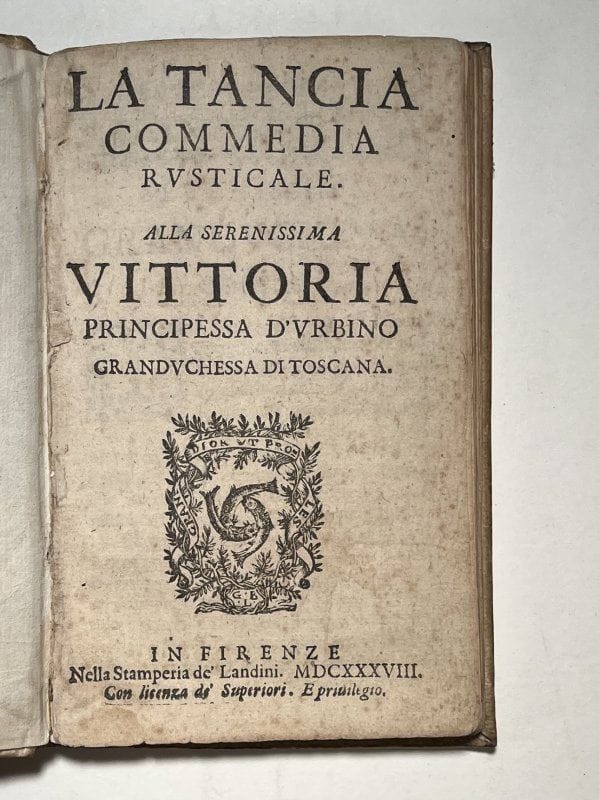 LA TANCIA
COMMEDIA
RVSTICALE.
ALLA SERENISSIMA
VITTORIA
PRINCIPESSA D'VRBINO
GRANDVCHESSA DI TOSCANA.
G. B.
L.
IN FIRENZE
Nella Stamperia de' Landini. MDCXXXVIII.
Con licenza de' Superiori. E priuilegio.